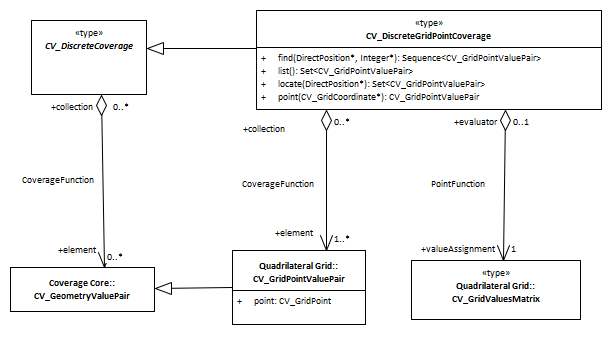 «type»
CV_DiscreteCoverage
«type»
CV_DiscreteGridPointCoverage
+ find(DirectPosition*, Integer*): Sequence<CV_GridPointValuePair>
+ list(): Set<CV_GridPointValuePair>
+ locate(DirectPosition*): Set<CV_GridPointValuePair>
+ point(CV_GridCoordinate*): CV_GridPointValuePair
+collection 0..*
+collection 0..*
+evaluator 0..1
CoverageFunction
CoverageFunction
PointFunction
+element 0..*
+element 1..*
+valueAssignment 1
Coverage Core::
CV_GeometryValuePair
Quadrilateral Grid::
CV_GridPointValuePair
+ point: CV_GridPoint
«type»
Quadrilateral Grid::
CV_GridValuesMatrix